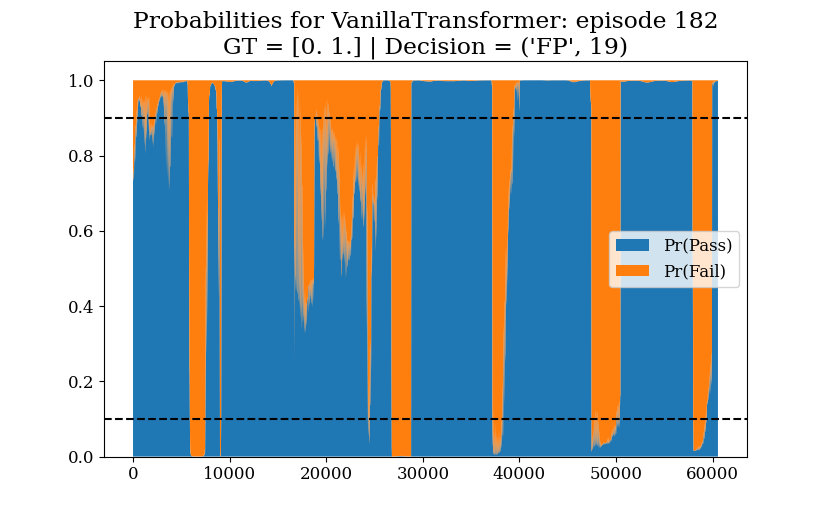 Probabilities for VanillaTransformer: episode 182
GT = [0. 1.] | Decision = ('FP', 19)
1.0
0.8
0.6
0.4
0.2
0.0
Pr(Pass)
Pr(Fail)
0 10000 20000 30000 40000 50000 60000